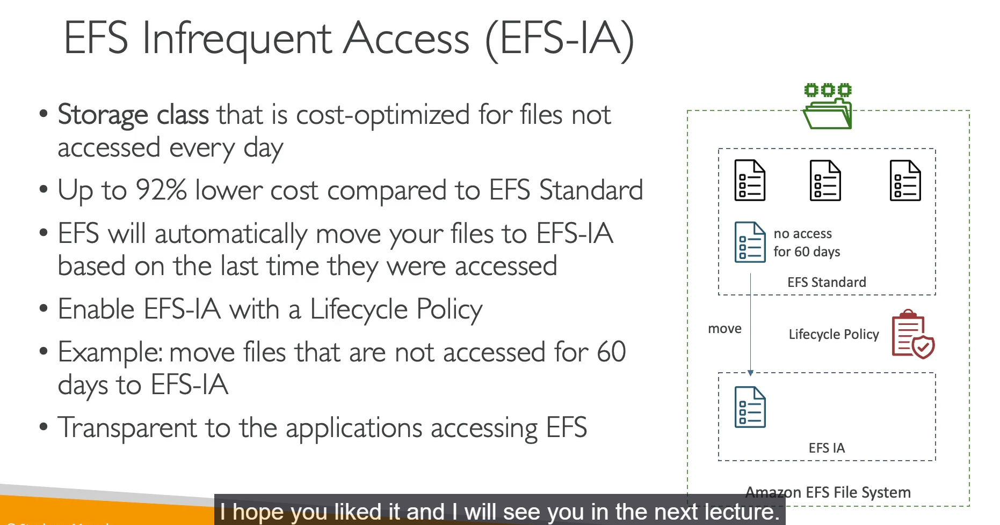 EFS Infrequent Access (EFS-IA)
• Storage class that is cost-optimized for files not
accessed every day
• Up to 92% lower cost compared to EFS Standard
• EFS will automatically move your files to EFS-IA
based on the last time they were accessed
• Enable EFS-IA with a Lifecycle Policy
• Example: move files that are not accessed for 60
days to EFS-IA
• Transparent to the applications accessing EFS
no access
for 60 days
EFS Standard
move
Lifecycle Policy
EFS IA
Amazon EFS File System
I hope you liked it and I will see you in the next lecture.